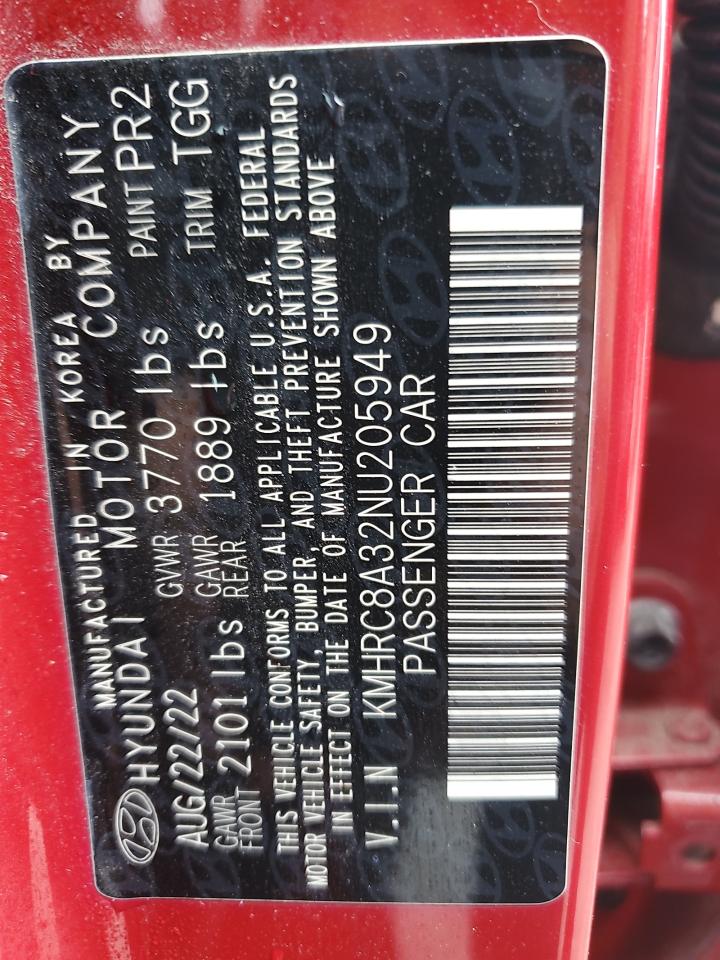 MANUFACTURED IN KOREA BY
HYUNDAI MOTOR COMPANY
AUG/22/22 GVWR 3770 lbs PAINT PR2
GAWR FRONT 2101 lbs GAWR REAR 1889 lbs TRIM TGG
THIS VEHICLE CONFORMS TO ALL APPLICABLE U.S.A. FEDERAL
MOTOR VEHICLE SAFETY, BUMPER, AND THEFT PREVENTION STANDARDS
IN EFFECT ON THE DATE OF MANUFACTURE SHOWN ABOVE
V.I.N KMHRC8A32NU205949
PASSENGER CAR